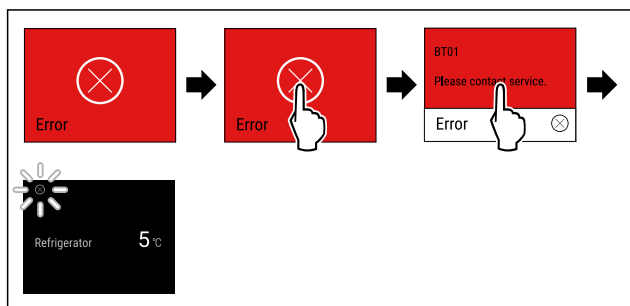 Error
Error
BT01
Please contact service.
Error
Refrigerator 5 °C